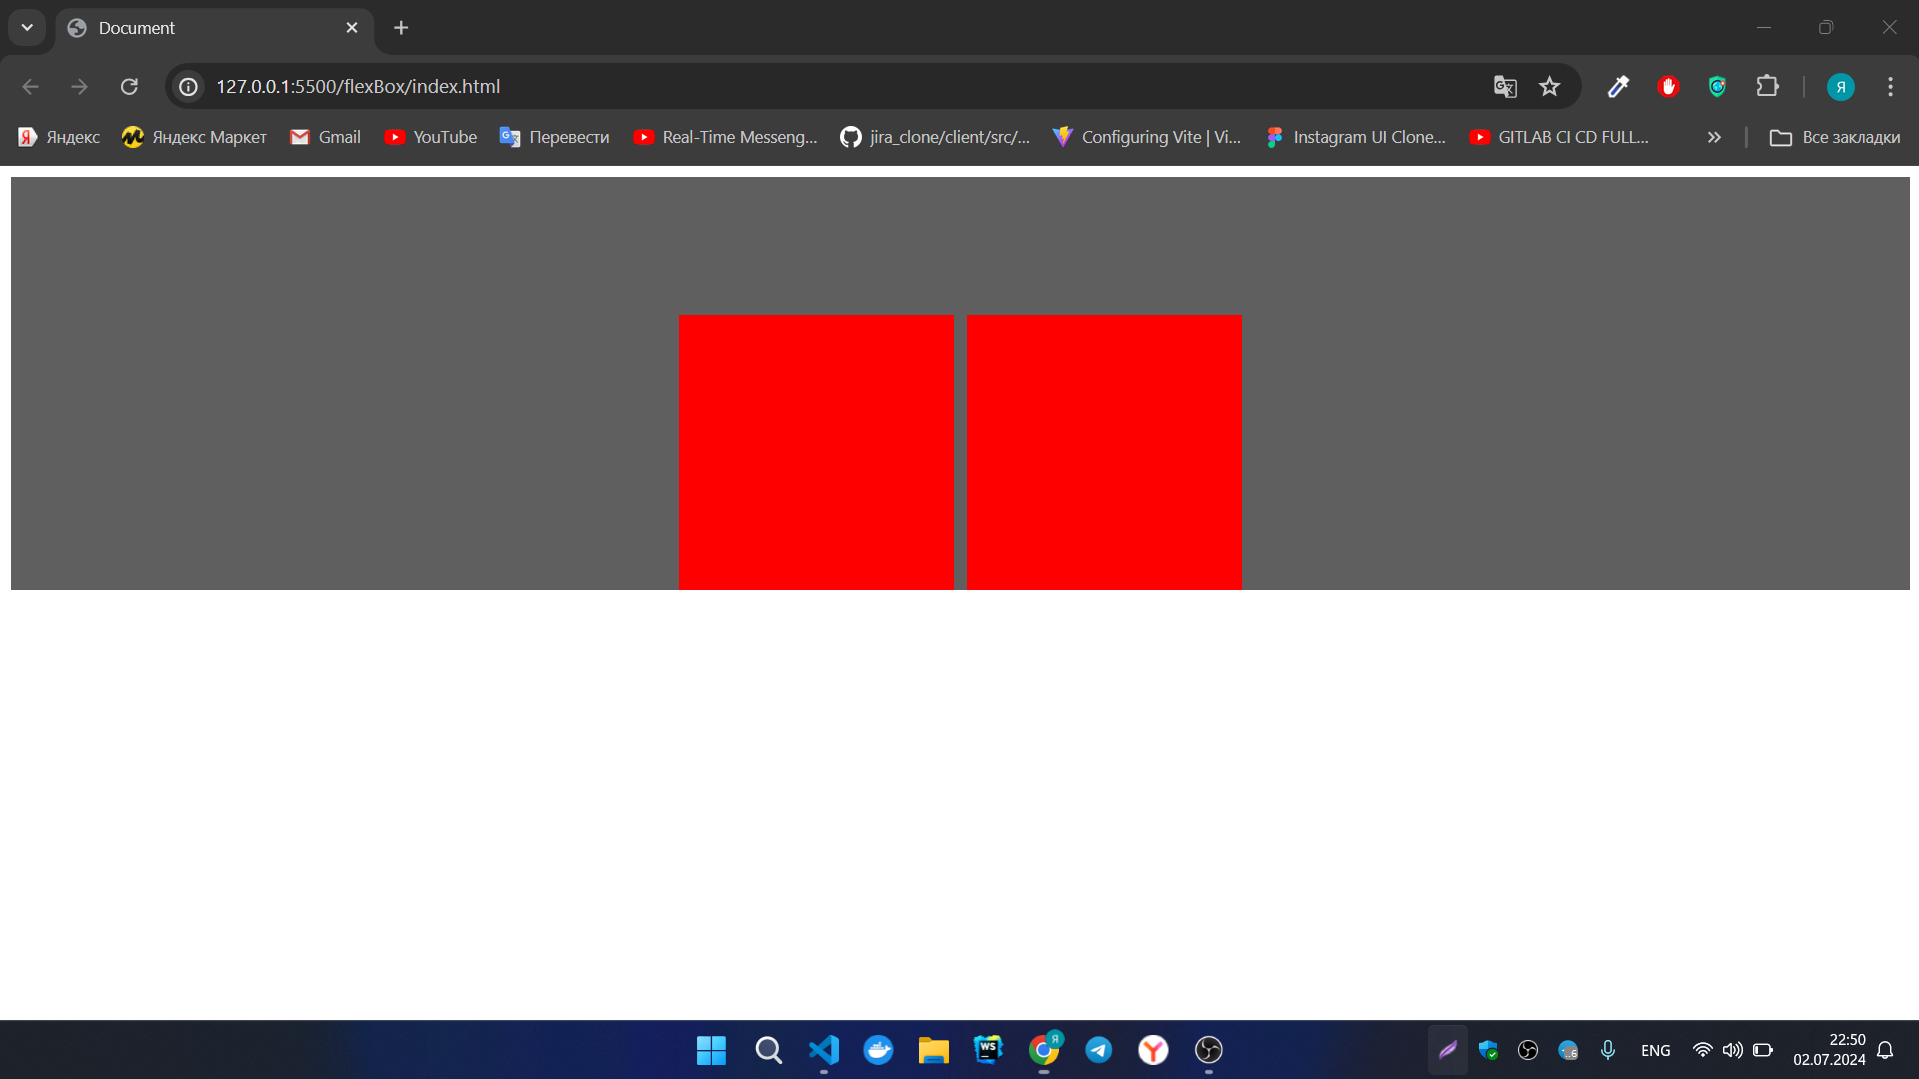 Document
127.0.0.1:5500/flexBox/index.html
Я
Яндекс
Яндекс Маркет
Gmail
YouTube
Перевести
Real-Time Messeng...
jira_clone/client/src/...
Configuring Vite | Vi...
Instagram UI Clone...
GITLAB CI CD FULL...
Все закладки
WS
Я
ENG
22:50
02.07.2024